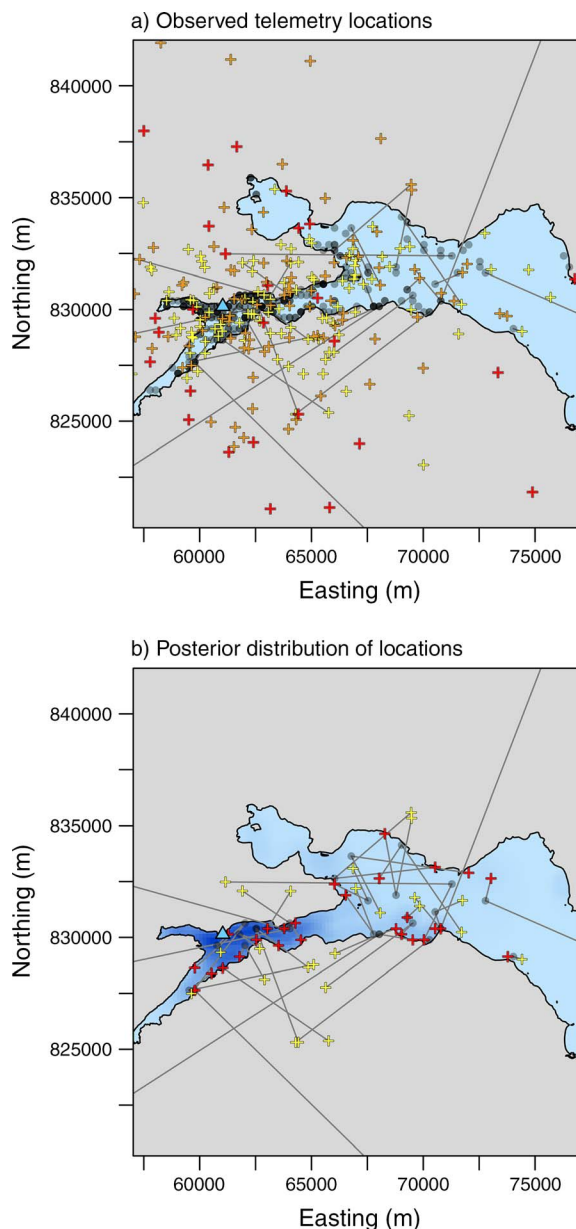 a) Observed telemetry locations
840000
835000
830000
825000
Northing (m)
60000 65000 70000 75000
Easting (m)
b) Posterior distribution of locations
840000
835000
830000
825000
Northing (m)
60000 65000 70000 75000
Easting (m)